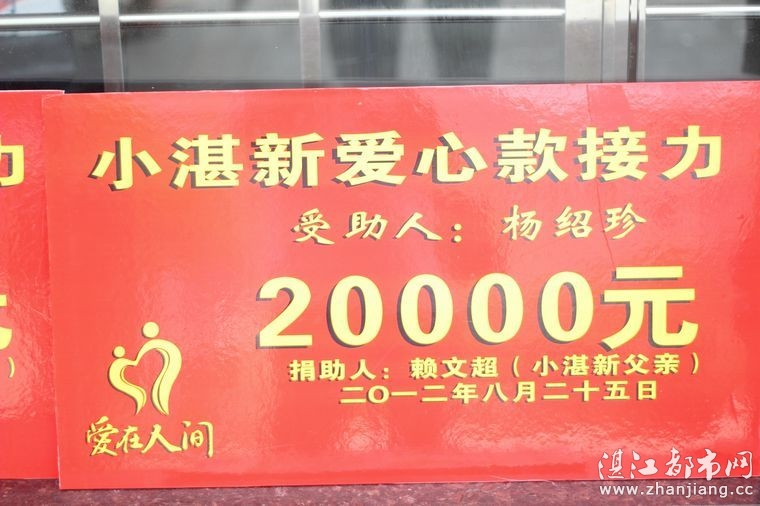 小湛新爱心款接力
受助人：杨绍珍
20000元
捐助人：赖文超（小湛新父亲）
二〇一二年八月二十五日
爱在人间
力
元
）
湛江都市网
www.zhanjiang.cc